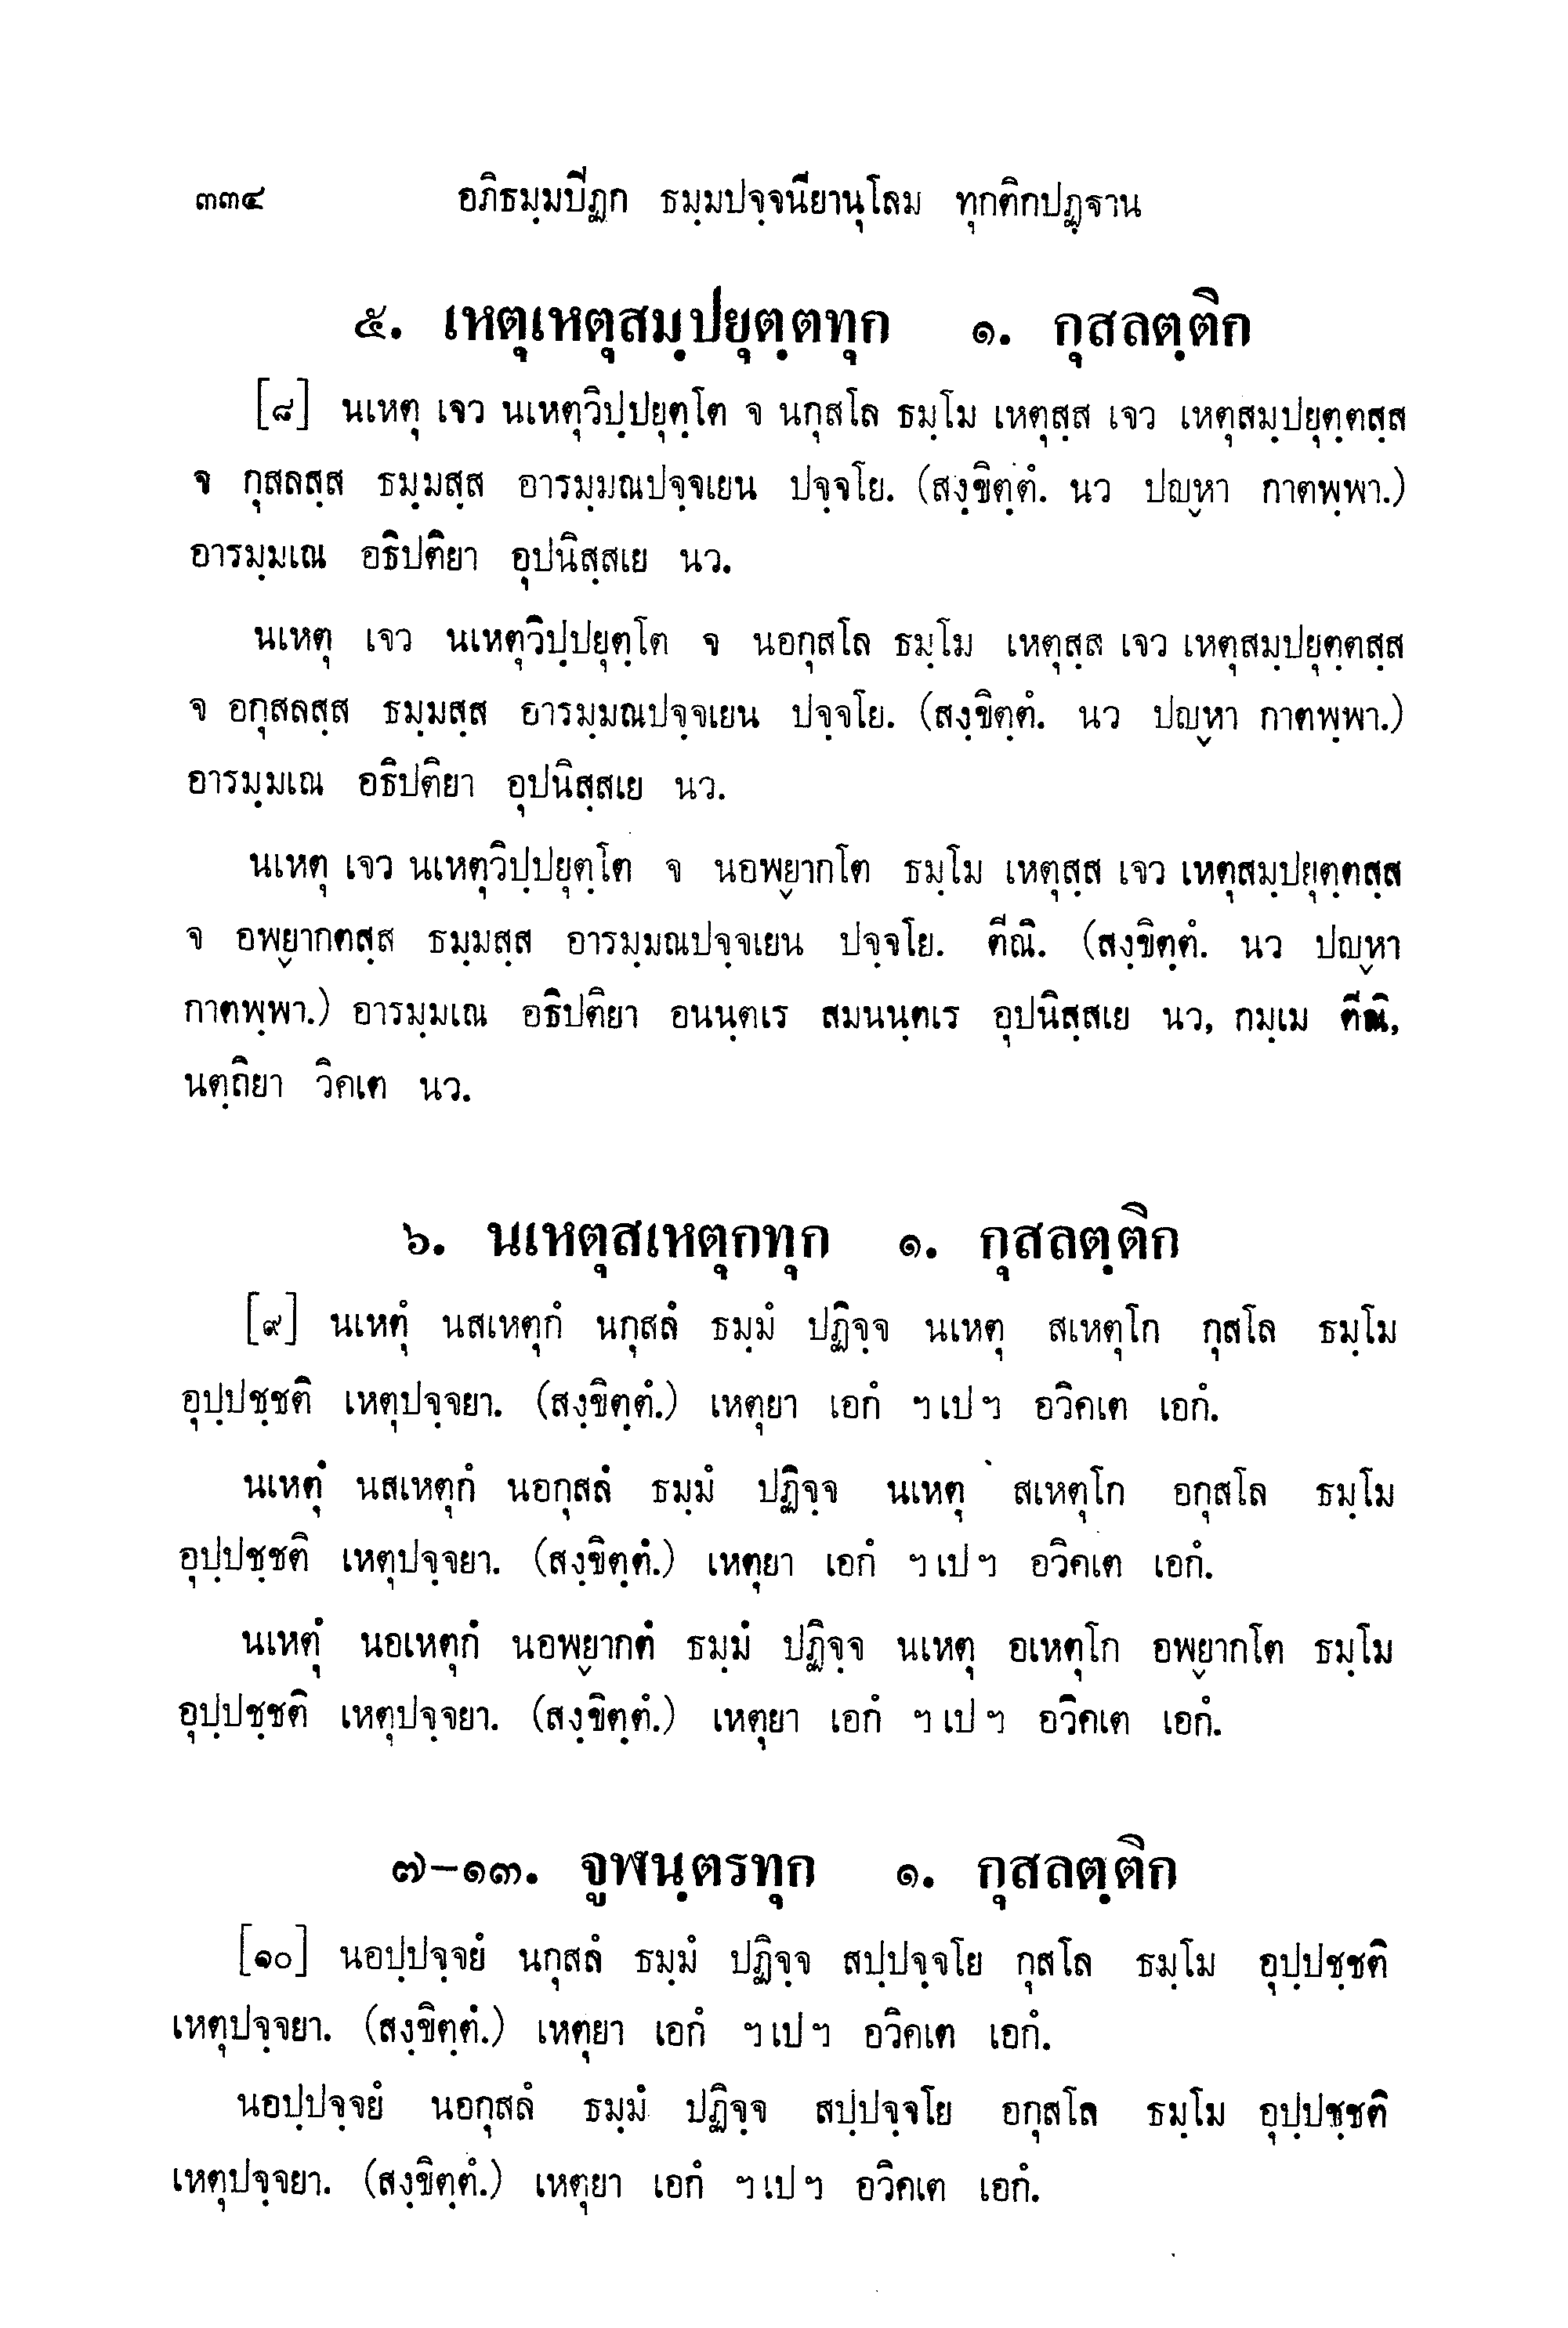 ๓๓๔ อภิธมฺมปิฏก ธมฺมปจฺจนียานุโลม ทุกติกปฏฺฐาน
๕. เหตุเหตุสมฺปยุตฺตทุก ๑. กุสลตฺติก
[๘] นเหตุ เจว นเหตุวิปฺปยุตฺโต จ นกุสโล ธมฺโม เหตุสฺส เจว เหตุสมฺปยุตฺตสฺส
จ กุสลสฺส ธมฺมสฺส อารมฺมณปจฺจเยน ปจฺจโย. (สงฺขิตฺตํ. นว ปญฺหา กาตพฺพา.)
อารมฺมเณ อธิปติยา อุปนิสฺสเย นว.
นเหตุ เจว นเหตุวิปฺปยุตฺโต จ นอกุสโล ธมฺโม เหตุสฺส เจว เหตุสมฺปยุตฺตสฺส
จ อกุสลสฺส ธมฺมสฺส อารมฺมณปจฺจเยน ปจฺจโย. (สงฺขิตฺตํ. นว ปญฺหา กาตพฺพา.)
อารมฺมเณ อธิปติยา อุปนิสฺสเย นว.
นเหตุ เจว นเหตุวิปฺปยุตฺโต จ นอพฺยากโต ธมฺโม เหตุสฺส เจว เหตุสมฺปยุตฺตสฺส
จ อพฺยากตสฺส ธมฺมสฺส อารมฺมณปจฺจเยน ปจฺจโย. ตีณิ. (สงฺขิตฺตํ. นว ปญฺหา
กาตพฺพา.) อารมฺมเณ อธิปติยา อนนฺตเร สมนนฺตเร อุปนิสฺสเย นว, กมฺเม ตีณิ,
นตฺถิยา วิคเต นว.
๖. นเหตุสเหตุกทุก ๑. กุสลตฺติก
[๙] นเหตุํ นสเหตุกํ นกุสลํ ธมฺมํ ปฏิจฺจ นเหตุ สเหตุโก กุสโล ธมฺโม
อุปฺปชฺชติ เหตุปจฺจยา. (สงฺขิตฺตํ.) เหตุยา เอกํ ฯเปฯ อวิคเต เอกํ.
นเหตุํ นสเหตุกํ นอกุสลํ ธมฺมํ ปฏิจฺจ นเหตุ สเหตุโก อกุสโล ธมฺโม
อุปฺปชฺชติ เหตุปจฺจยา. (สงฺขิตฺตํ.) เหตุยา เอกํ ฯเปฯ อวิคเต เอกํ.
นเหตุํ นอเหตุกํ นอพฺยากตํ ธมฺมํ ปฏิจฺจ นเหตุ อเหตุโก อพฺยากโต ธมฺโม
อุปฺปชฺชติ เหตุปจฺจยา. (สงฺขิตฺตํ.) เหตุยา เอกํ ฯเปฯ อวิคเต เอกํ.
๗-๑๓. จูฬนฺตรทุก ๑. กุสลตฺติก
[๑๐] นอปฺปจฺจยํ นกุสลํ ธมฺมํ ปฏิจฺจ สปฺปจฺจโย กุสโล ธมฺโม อุปฺปชฺชติ
เหตุปจฺจยา. (สงฺขิตฺตํ.) เหตุยา เอกํ ฯเปฯ อวิคเต เอกํ.
นอปฺปจฺจยํ นอกุสลํ ธมฺมํ ปฏิจฺจ สปฺปจฺจโย อกุสโล ธมฺโม อุปฺปชฺชติ
เหตุปจฺจยา. (สงฺขิตฺตํ.) เหตุยา เอกํ ฯเปฯ อวิคเต เอกํ.